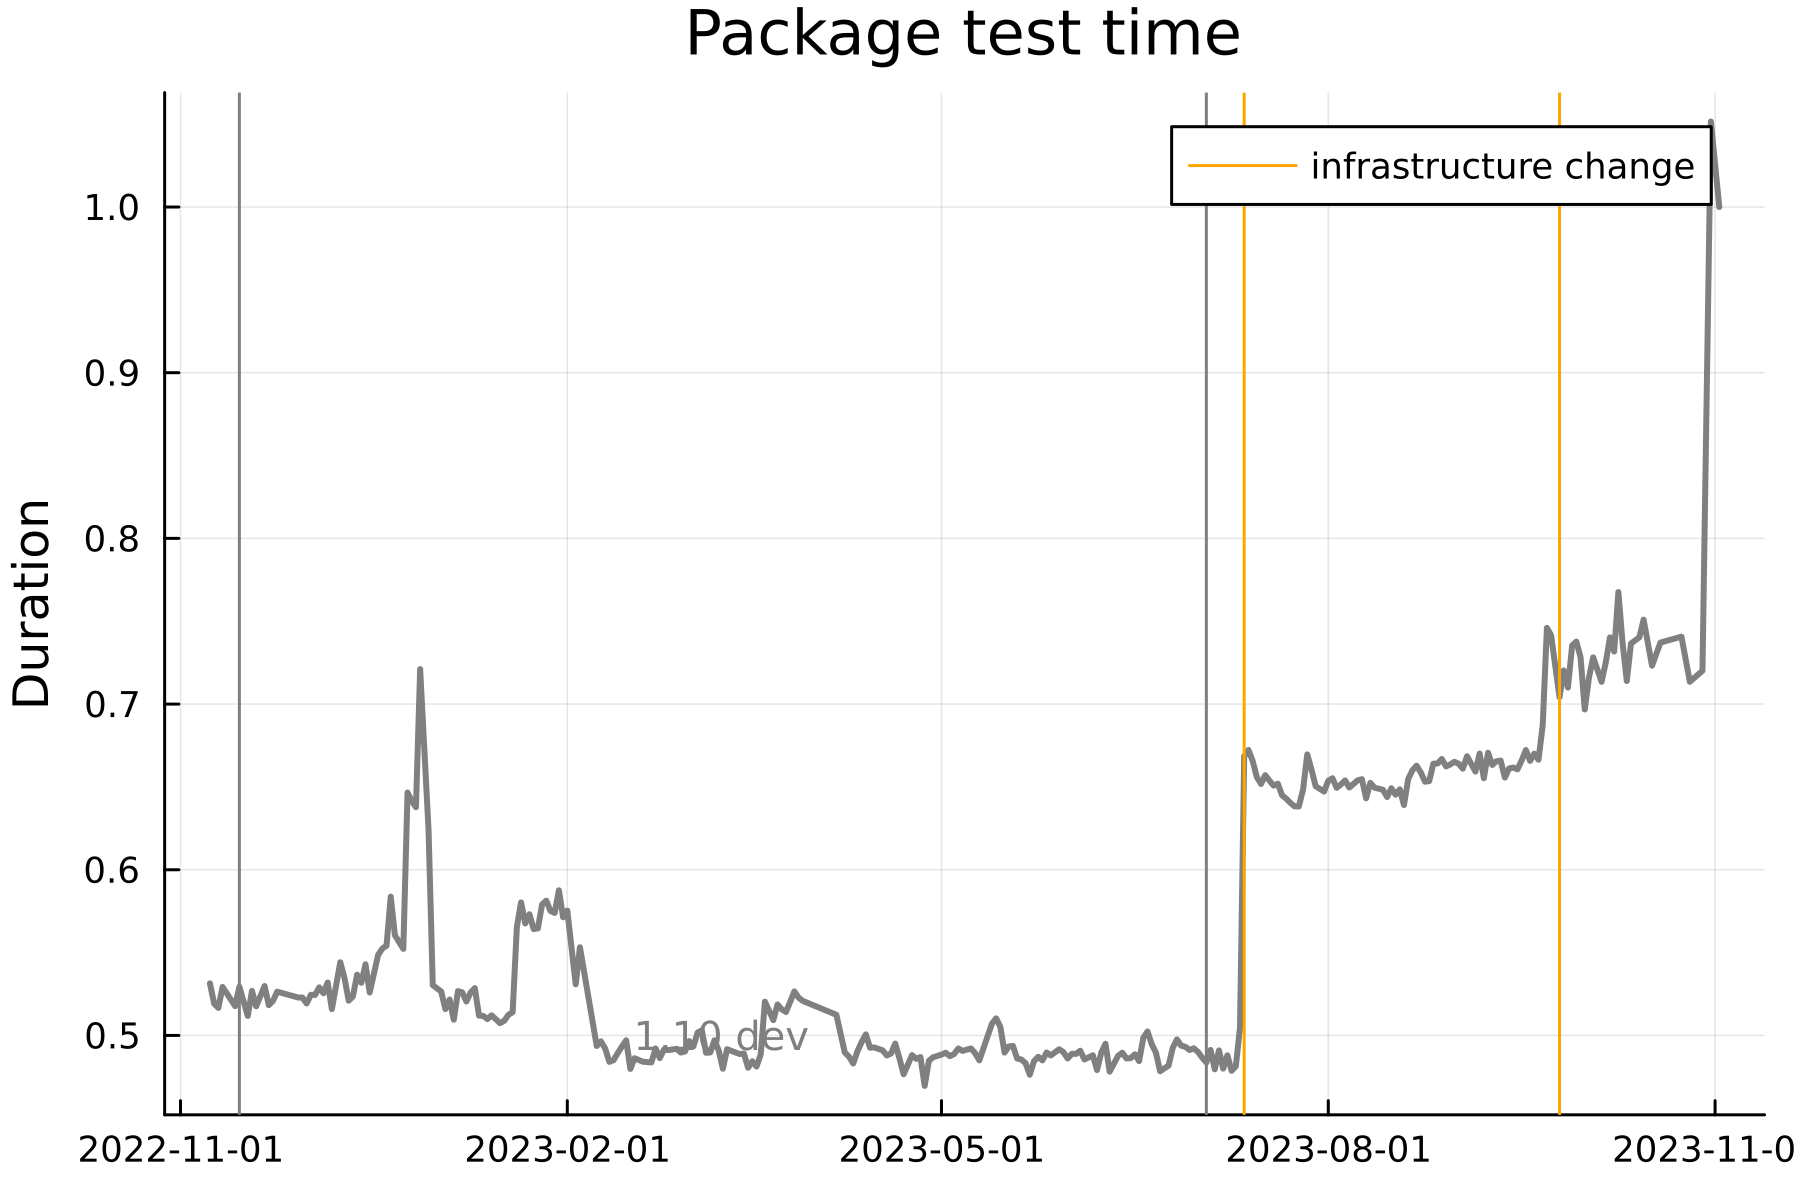 Package test time
infrastructure change
1.0
0.9
0.8
0.7
0.6
0.5
Duration
1.10 dev
2022-11-01
2023-02-01
2023-05-01
2023-08-01
2023-11-0